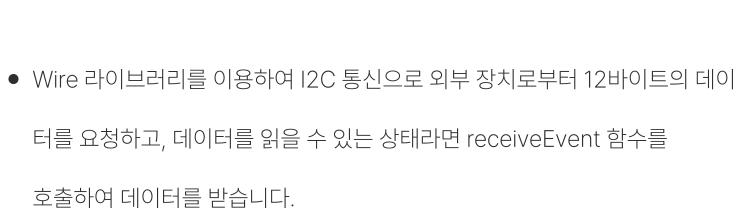 ● Wire 라이브러리를 이용하여 I2C 통신으로 외부 장치로부터 12바이트의 데이
터를 요청하고, 데이터를 읽을 수 있는 상태라면 receiveEvent 함수를
호출하여 데이터를 받습니다.